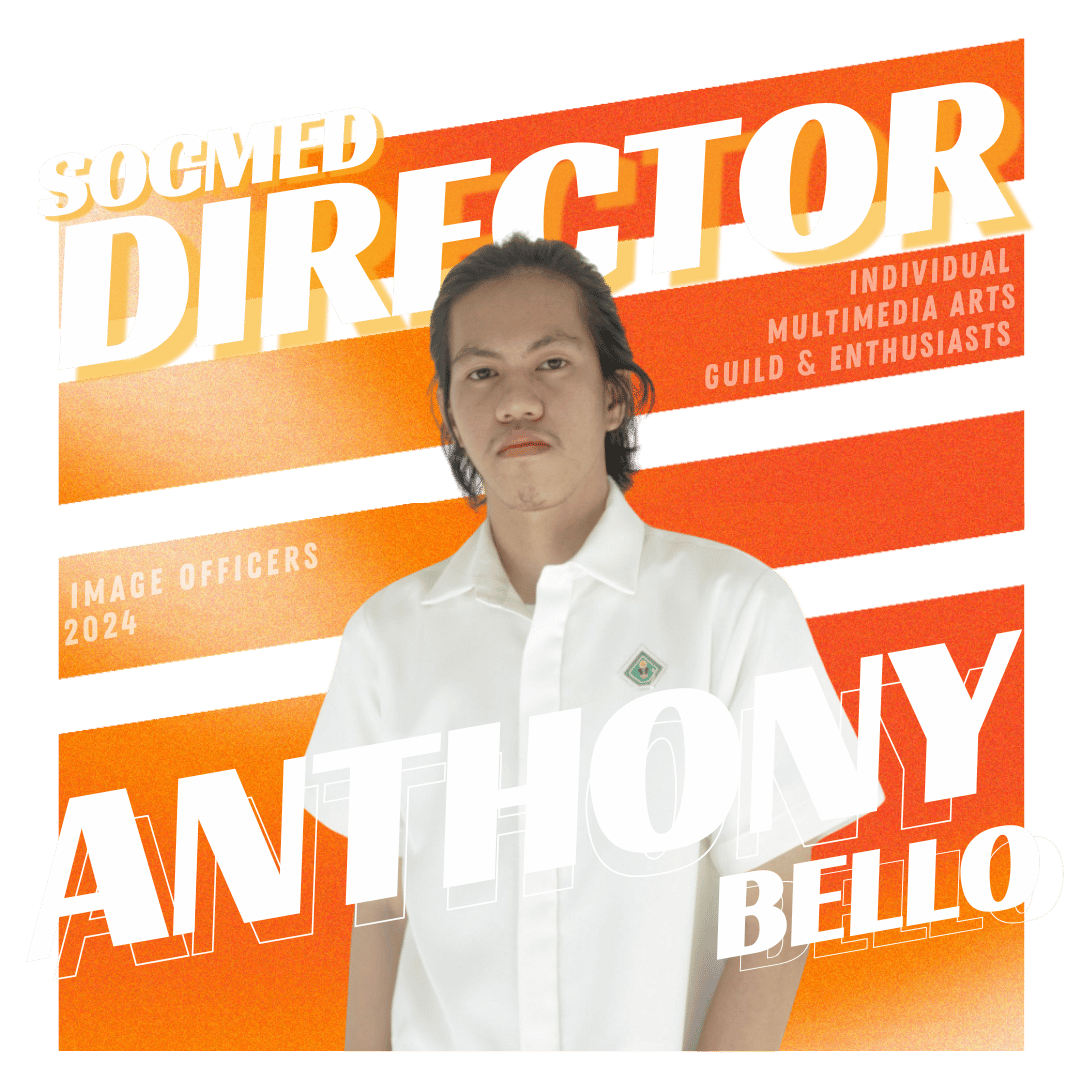 SOCMED
DIRECTOR
INDIVIDUAL
MULTIMEDIA ARTS
GUILD & ENTHUSIASTS
IMAGE OFFICERS
2024
ANTHONY
BELLO